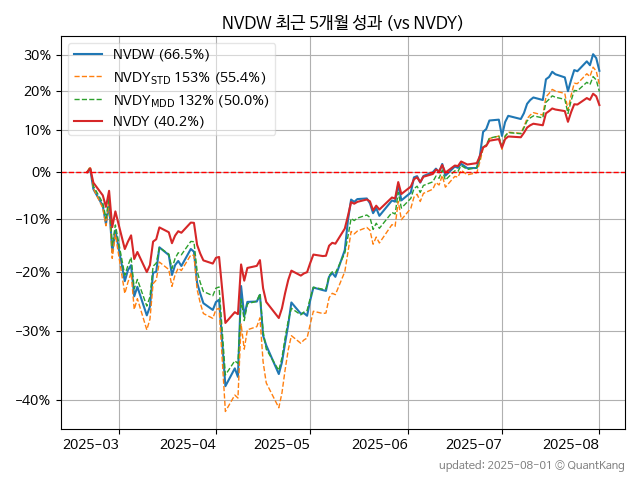 NVDW 최근 5개월 성과 (vs NVDY)
NVDW (66.5%)
NVDY_STD 153% (55.4%)
NVDY_MDD 132% (50.0%)
NVDY (40.2%)
30%
20%
10%
0%
−10%
−20%
−30%
−40%
2025-03 2025-04 2025-05 2025-06 2025-07 2025-08
updated: 2025-08-01 © QuantKang